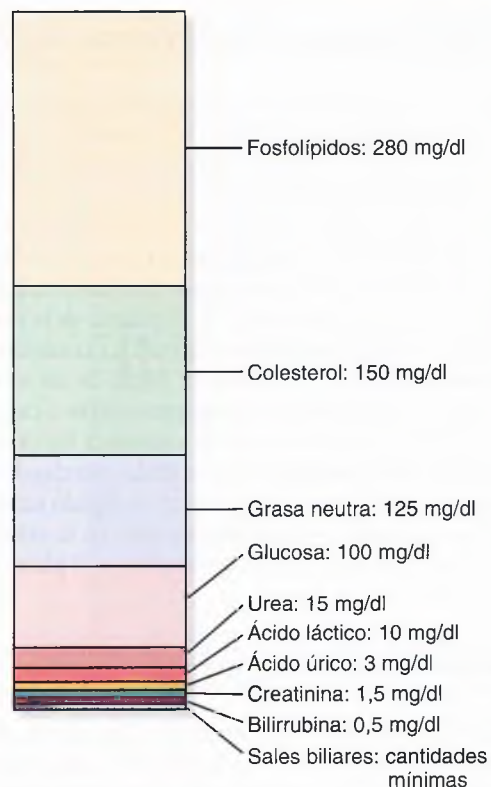 Fosfolípidos: 280 mg/dl
Colesterol: 150 mg/dl
Grasa neutra: 125 mg/dl
Glucosa: 100 mg/dl
Urea: 15 mg/dl
Ácido láctico: 10 mg/dl
Ácido úrico: 3 mg/dl
Creatinina: 1,5 mg/dl
Bilirrubina: 0,5 mg/dl
Sales biliares: cantidades
mínimas